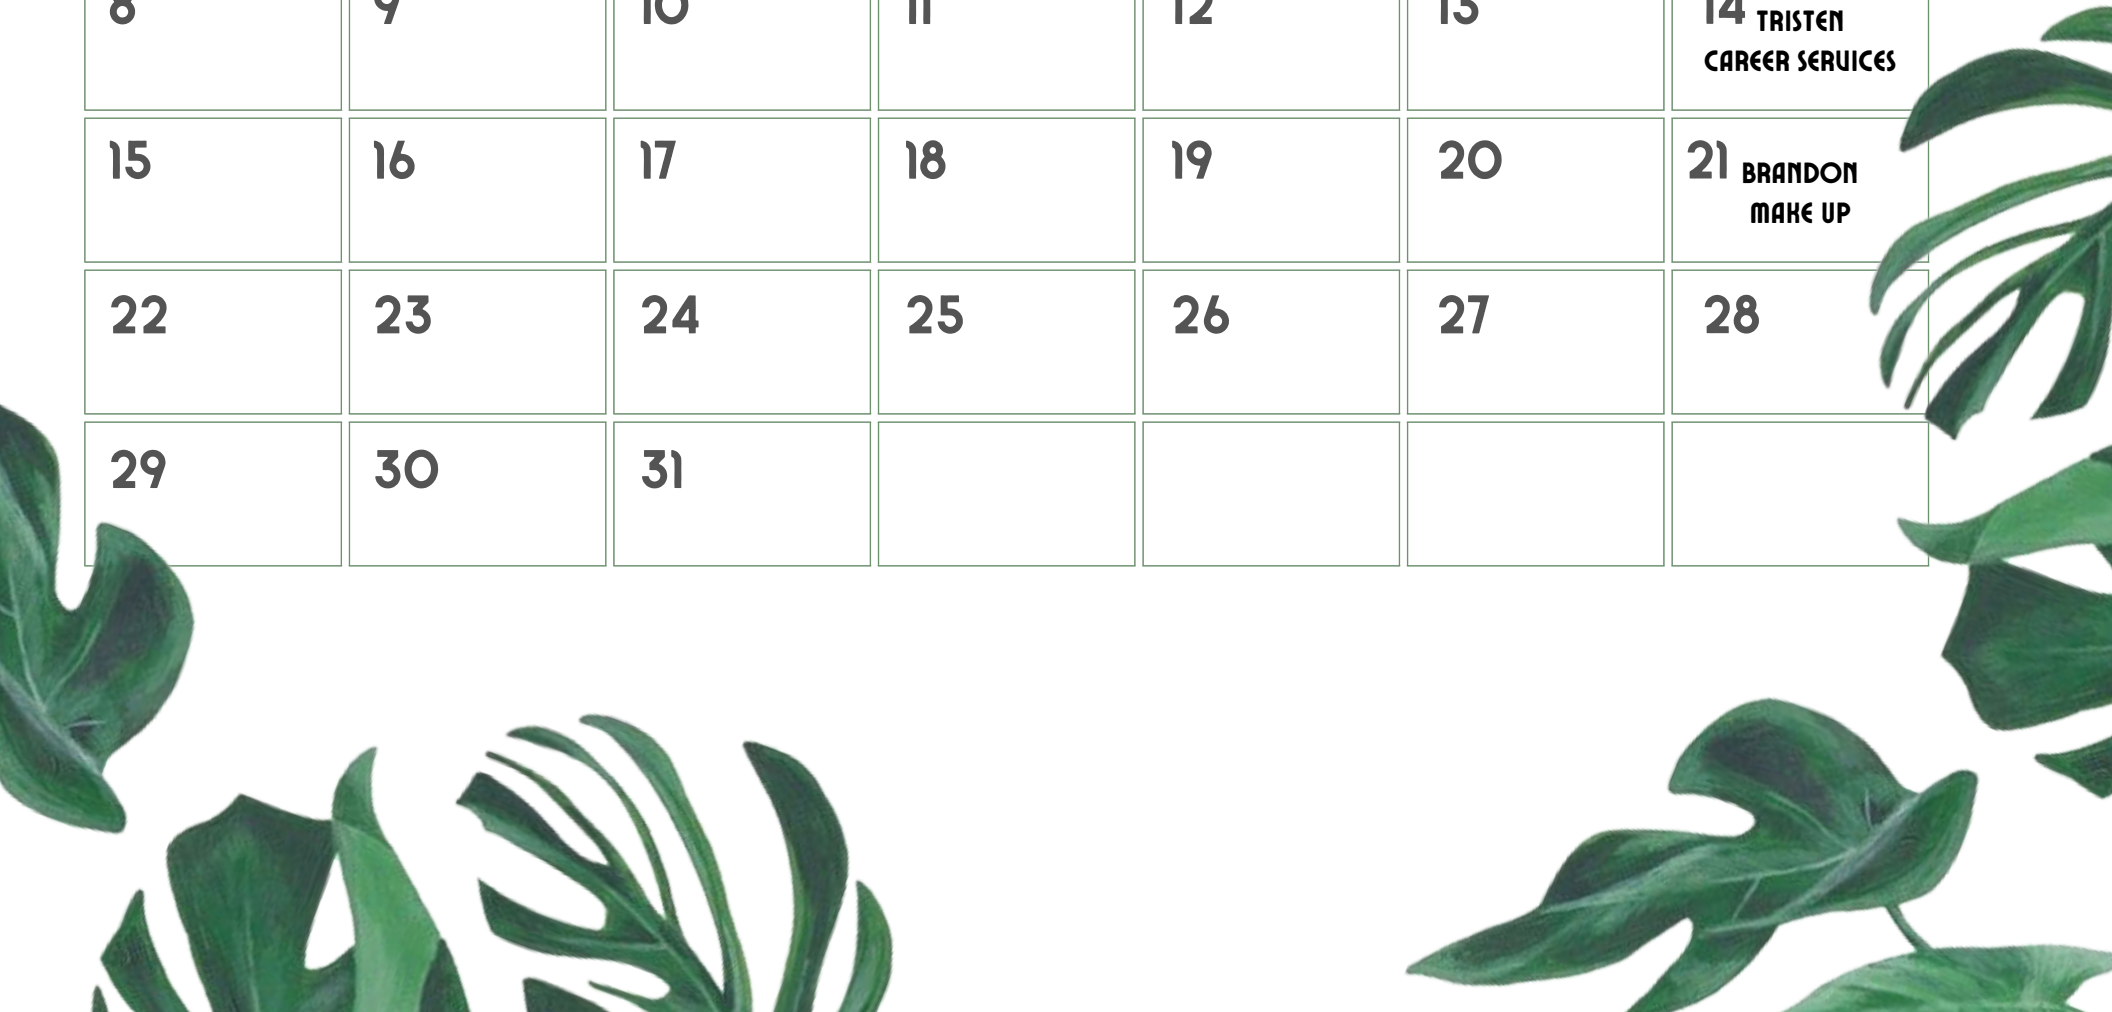 8 9 10 11 12 13 14 TRISTEN
CAREER SERVICES
15 16 17 18 19 20 21 BRANDON
MAKE UP
22 23 24 25 26 27 28
29 30 31